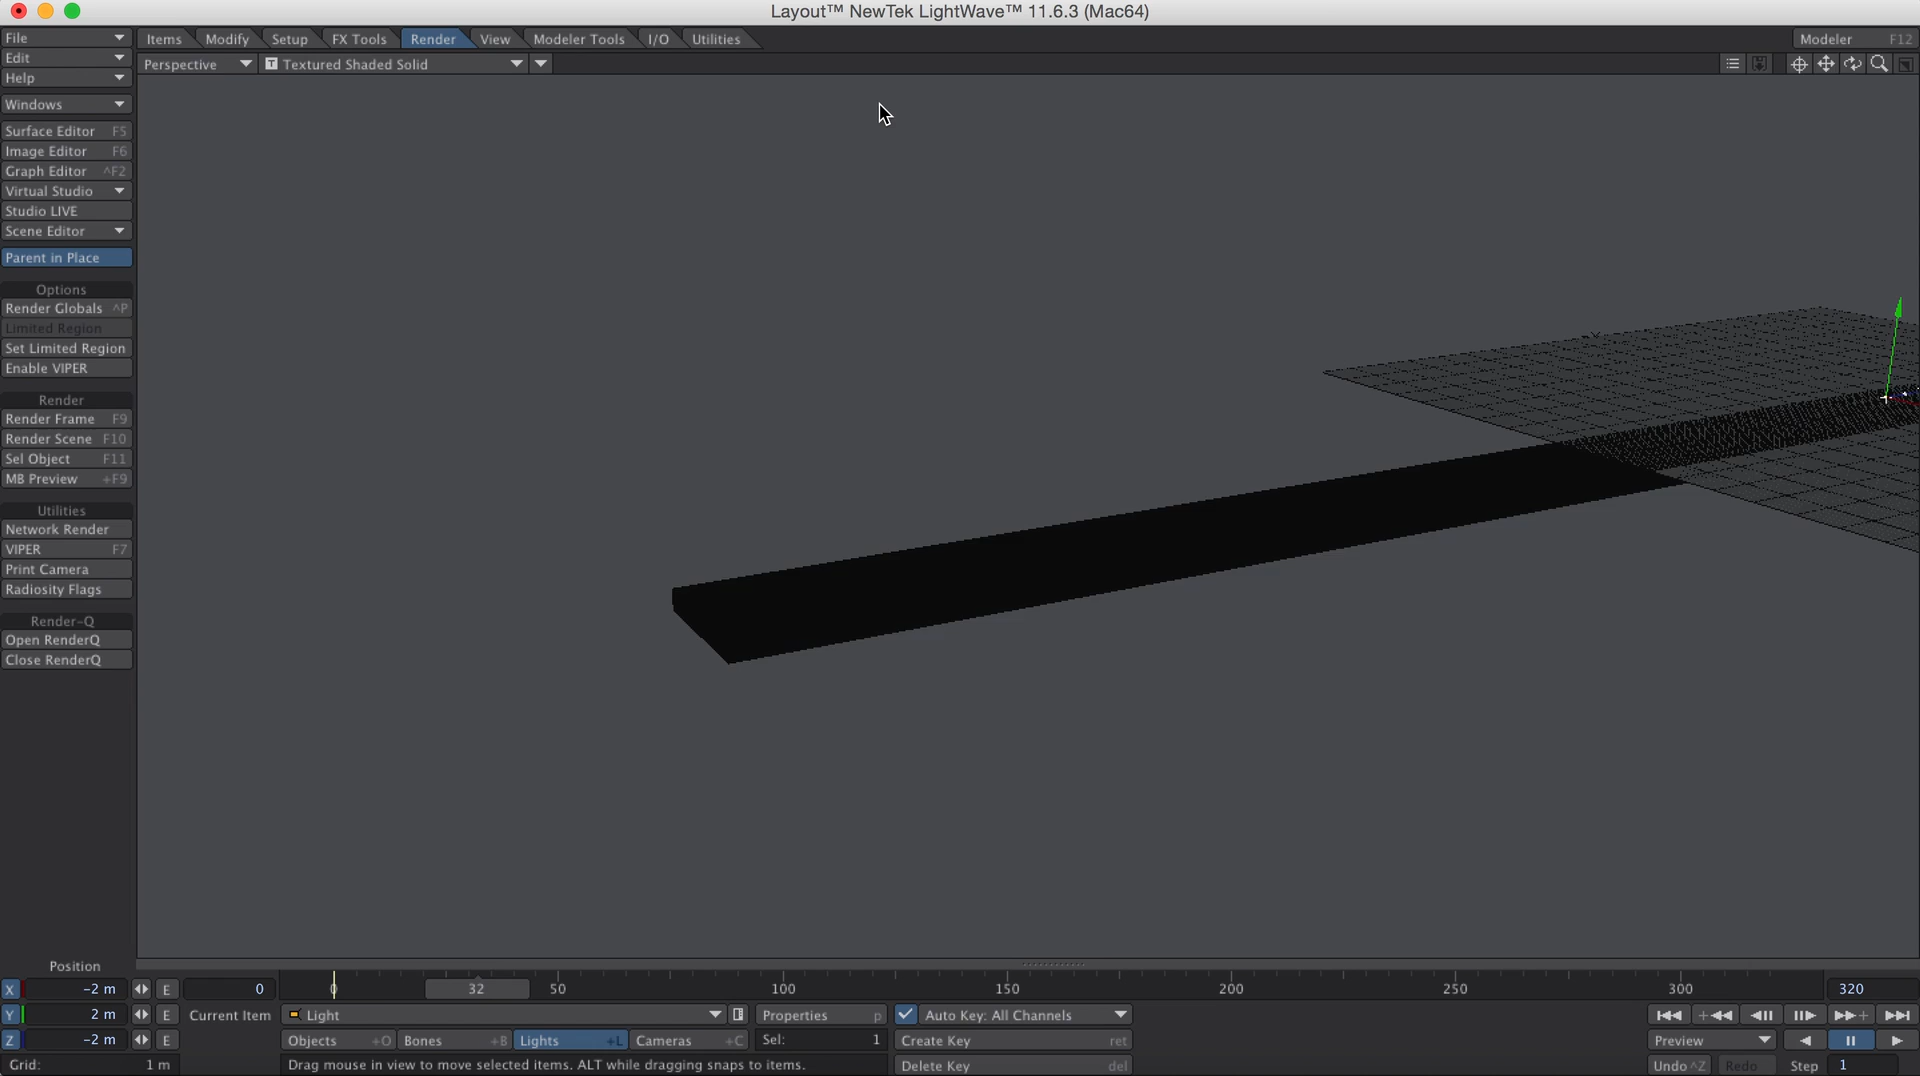 Layout™ NewTek LightWave™ 11.6.3 (Mac64)
File
Edit
Help
Windows
Surface Editor F5
Image Editor F6
Graph Editor ^F2
Virtual Studio
Studio LIVE
Scene Editor
Parent in Place
Options
Render Globals ^P
Limited Region
Set Limited Region
Enable VIPER
Render
Render Frame F9
Render Scene F10
Sel Object F11
MB Preview +F9
Utilities
Network Render
VIPER F7
Print Camera
Radiosity Flags
Render-Q
Open RenderQ
Close RenderQ
Items Modify Setup FX Tools Render View Modeler Tools I/O Utilities Modeler F12
Perspective T Textured Shaded Solid
Position
X -2 m E 0 0 32 50 100 150 200 250 300 320
Y 2 m E Current Item Light Properties p Auto Key: All Channels
Z -2 m E Objects +O Bones +B Lights +L Cameras +C Sel: 1 Create Key ret Preview
Grid: 1 m Drag mouse in view to move selected items. ALT while dragging snaps to items. Delete Key del Undo ^Z Redo Step 1